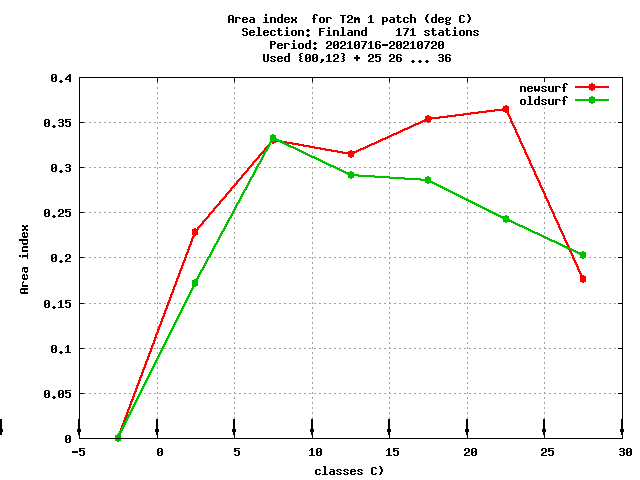 Area index  for T2m 1 patch (deg C)
Selection: Finland    171 stations
Period: 20210716-20210720
Used {00,12} + 25 26 ... 36
newsurf
oldsurf
0.4
0.35
0.3
0.25
0.2
0.15
0.1
0.05
0
Area index
-5 0 5 10 15 20 25 30
classes C)